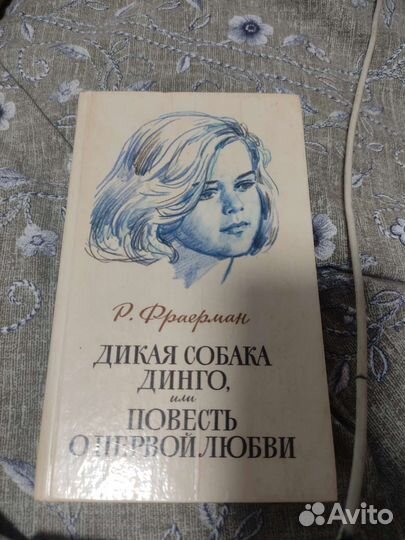 Р. Фраерман
ДИКАЯ СОБАКА
ДИНГО,
или
ПОВЕСТЬ
О ПЕРВОЙ ЛЮБВИ
Avito